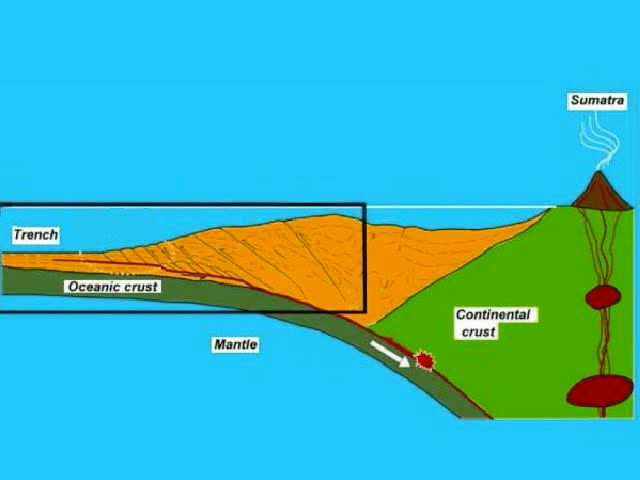 Sumatra
Trench
Oceanic crust
Continental
crust
Mantle